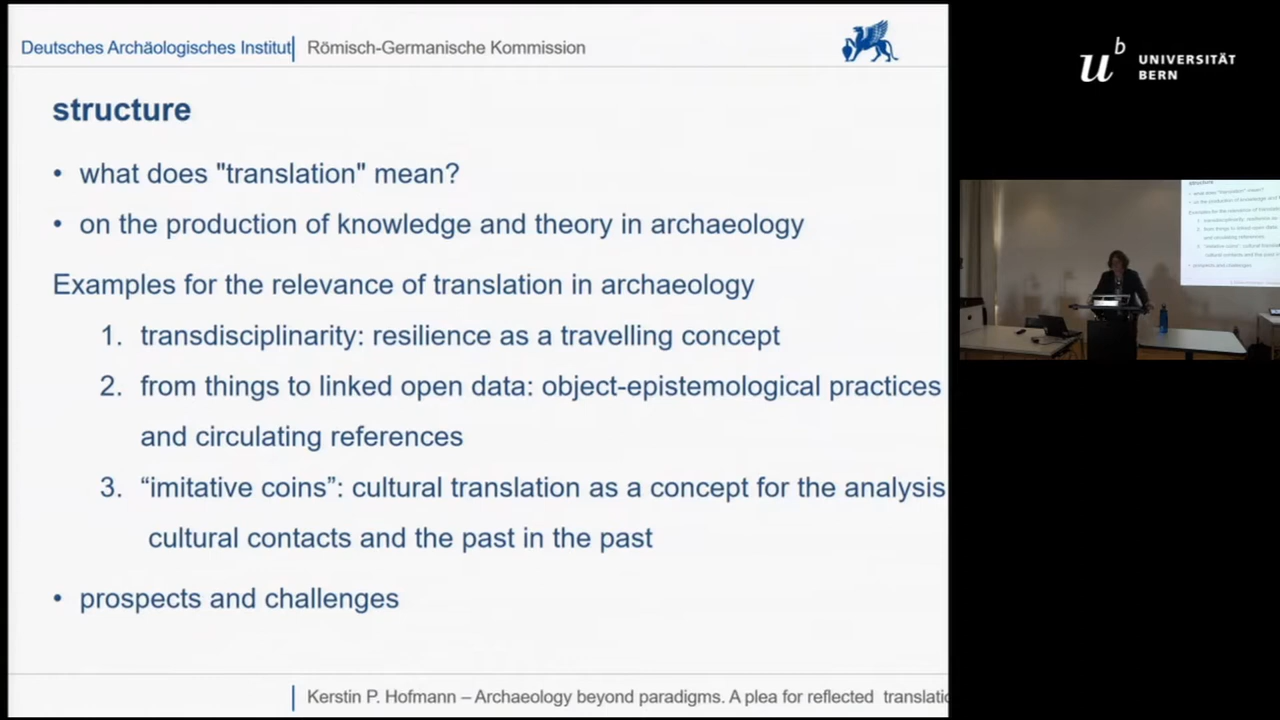 Deutsches Archäologisches Institut Römisch-Germanische Kommission
structure
• what does "translation" mean?
• on the production of knowledge and theory in archaeology
Examples for the relevance of translation in archaeology
1. transdisciplinarity: resilience as a travelling concept
2. from things to linked open data: object-epistemological practices
and circulating references
3. “imitative coins”: cultural translation as a concept for the analysis
cultural contacts and the past in the past
• prospects and challenges
Kerstin P. Hofmann – Archaeology beyond paradigms. A plea for reflected
u b UNIVERSITÄT
BERN
structure